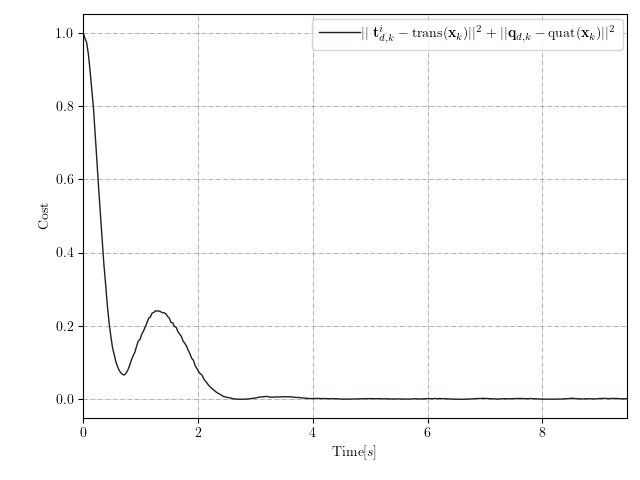 || t^i_{d,k} − trans(x_k)||² + ||q_{d,k} − quat(x_k)||²
1.0
0.8
0.6
0.4
0.2
0.0
Cost
0 2 4 6 8
Time[s]